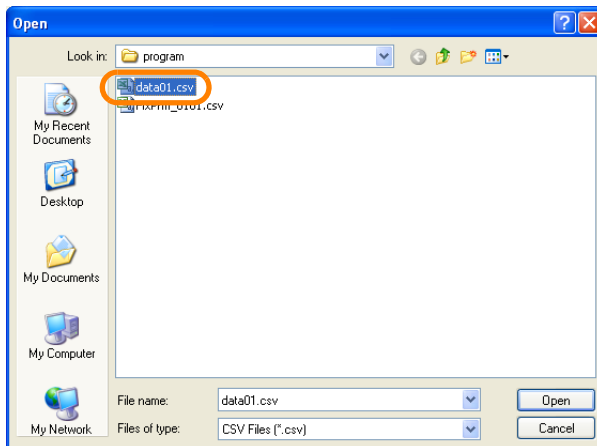 Open
Look in: program
data01.csv
My Recent
Documents
Desktop
My Documents
My Computer
My Network
File name: data01.csv Open
Files of type: CSV Files (*.csv) Cancel